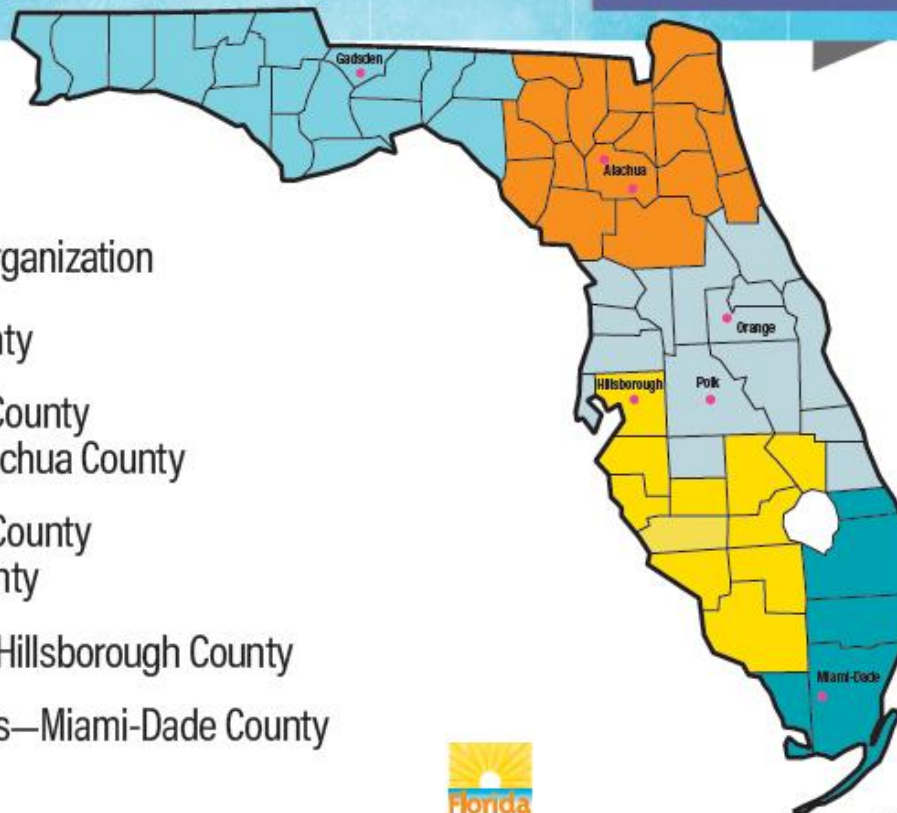 Gadsden
Alachua
rganization
nty
County
chua County
Orange
Hillsborough
Polk
County
nty
Hillsborough County
s—Miami-Dade County
Miami-Dade
Florida